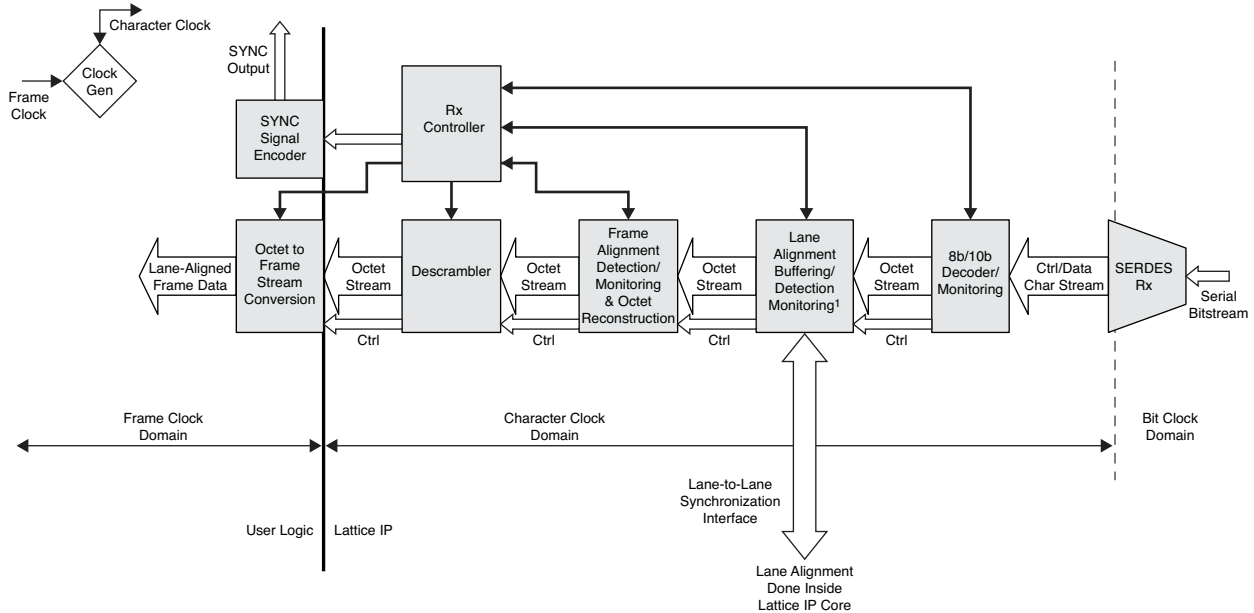 Character Clock
Clock
Gen
Frame
Clock
SYNC
Output
SYNC
Signal
Encoder
Rx
Controller
Lane-Aligned
Frame Data
Octet to
Frame
Stream
Conversion
Octet
Stream
Ctrl
Descrambler
Octet
Stream
Ctrl
Frame
Alignment
Detection/
Monitoring
& Octet
Reconstruction
Octet
Stream
Ctrl
Lane
Alignment
Buffering/
Detection
Monitoring¹
Octet
Stream
Ctrl
8b/10b
Decoder/
Monitoring
Ctrl/Data
Char Stream
SERDES
Rx
Serial
Bitstream
Frame Clock
Domain
Character Clock
Domain
Bit Clock
Domain
Lane-to-Lane
Synchronization
Interface
User Logic
Lattice IP
Lane Alignment
Done Inside
Lattice IP Core